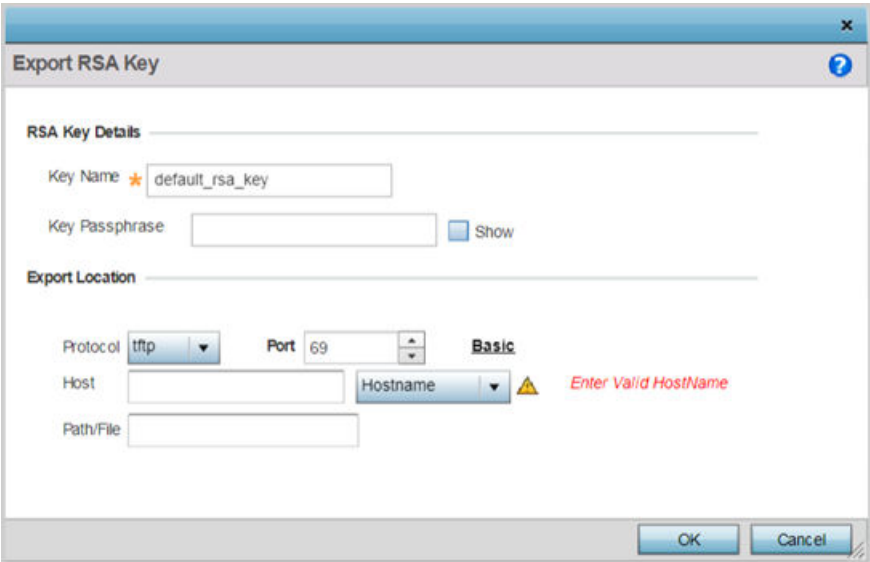 Export RSA Key
RSA Key Details
Key Name * default_rsa_key
Key Passphrase Show
Export Location
Protocol tftp Port 69 Basic
Host Hostname Enter Valid HostName
Path/File
OK Cancel